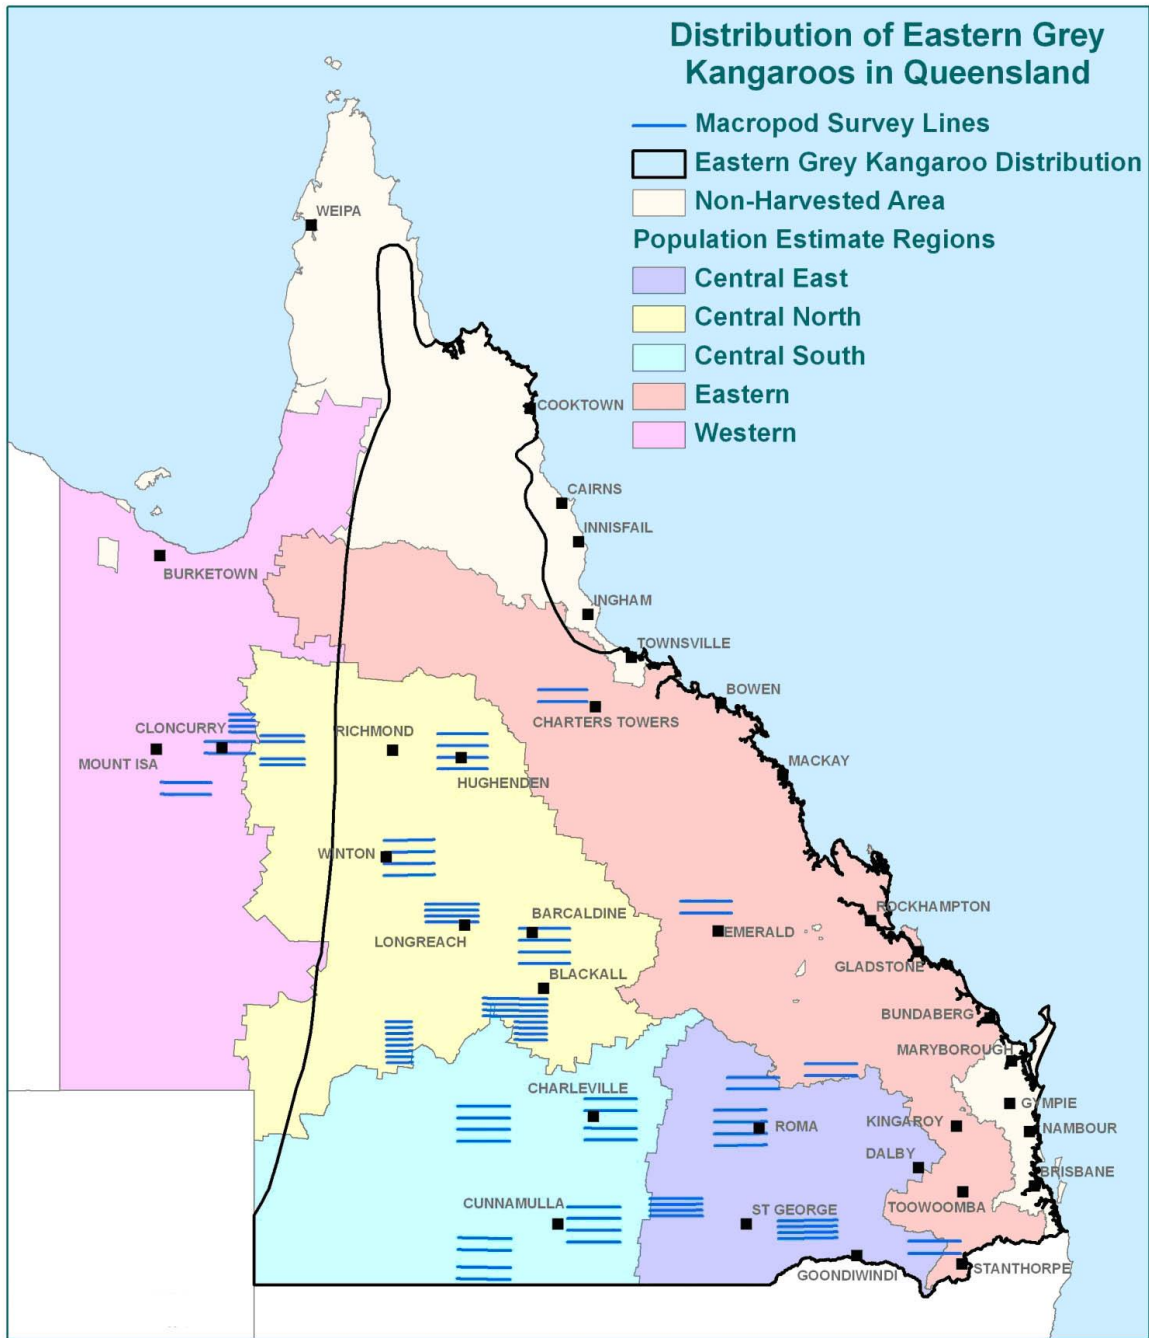 Distribution of Eastern Grey
Kangaroos in Queensland
Macropod Survey Lines
Eastern Grey Kangaroo Distribution
Non-Harvested Area
Population Estimate Regions
Central East
Central North
Central South
Eastern
Western
WEIPA
COOKTOWN
CAIRNS
INNISFAIL
BURKETOWN
INGHAM
TOWNSVILLE
BOWEN
CHARTERS TOWERS
CLONCURRY
RICHMOND
MOUNT ISA
HUGHENDEN
MACKAY
WINTON
BARCALDINE
ROCKHAMPTON
LONGREACH
EMERALD
GLADSTONE
BLACKALL
BUNDABERG
MARYBOROUGH
CHARLEVILLE
GYMPIE
ROMA
KINGAROY
NAMBOUR
DALBY
BRISBANE
CUNNAMULLA
ST GEORGE
TOOWOOMBA
GOONDIWINDI
STANTHORPE